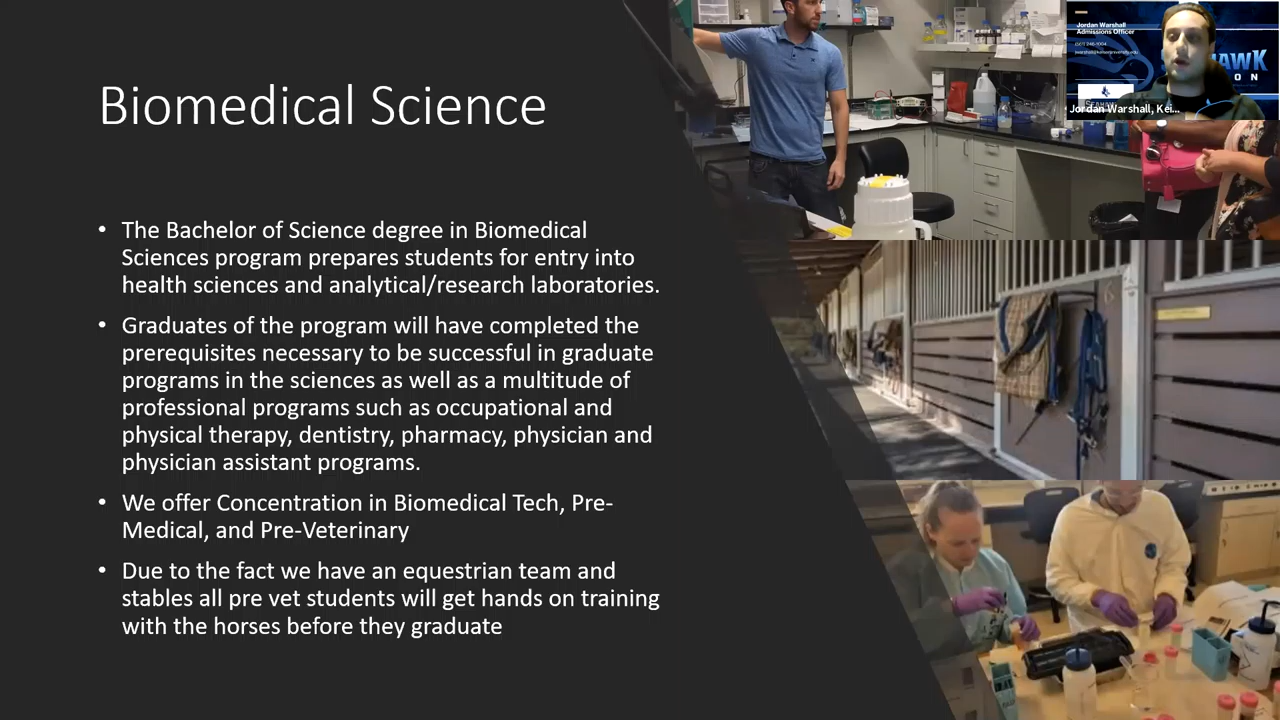 Biomedical Science
• The Bachelor of Science degree in Biomedical
Sciences program prepares students for entry into
health sciences and analytical/research laboratories.
• Graduates of the program will have completed the
prerequisites necessary to be successful in graduate
programs in the sciences as well as a multitude of
professional programs such as occupational and
physical therapy, dentistry, pharmacy, physician and
physician assistant programs.
• We offer Concentration in Biomedical Tech, Pre-
Medical, and Pre-Veterinary
• Due to the fact we have an equestrian team and
stables all pre vet students will get hands on training
with the horses before they graduate
Jordan Warshall
Admissions Officer
Jordan Warshall, Kei...